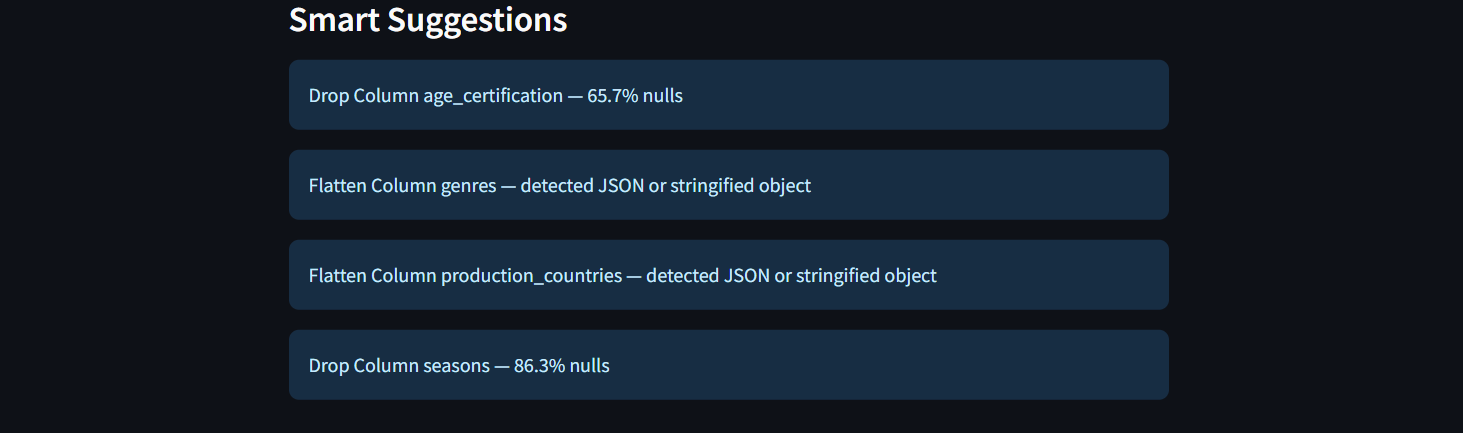 Smart Suggestions
Drop Column age_certification — 65.7% nulls
Flatten Column genres — detected JSON or stringified object
Flatten Column production_countries — detected JSON or stringified object
Drop Column seasons — 86.3% nulls